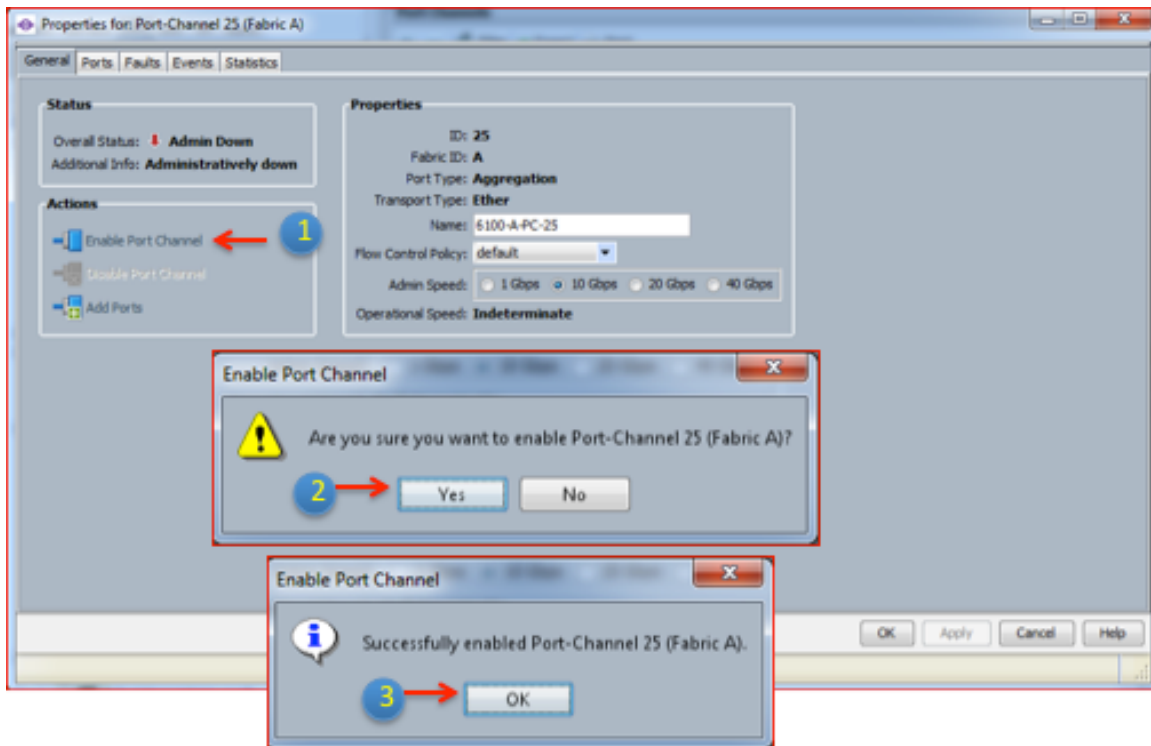 Properties for: Port-Channel 25 (Fabric A)
General Ports Faults Events Statistics
Status
Overall Status: Admin Down
Additional Info: Administratively down
Actions
Enable Port Channel
1
Disable Port Channel
Add Ports
Properties
ID: 25
Fabric ID: A
Port Type: Aggregation
Transport Type: Ether
Name: 6100-A-PC-25
Flow Control Policy: default
Admin Speed: 1 Gbps 10 Gbps 20 Gbps 40 Gbps
Operational Speed: Indeterminate
Enable Port Channel
Are you sure you want to enable Port-Channel 25 (Fabric A)?
2
Yes No
Enable Port Channel
Successfully enabled Port-Channel 25 (Fabric A).
3
OK
OK Apply Cancel Help